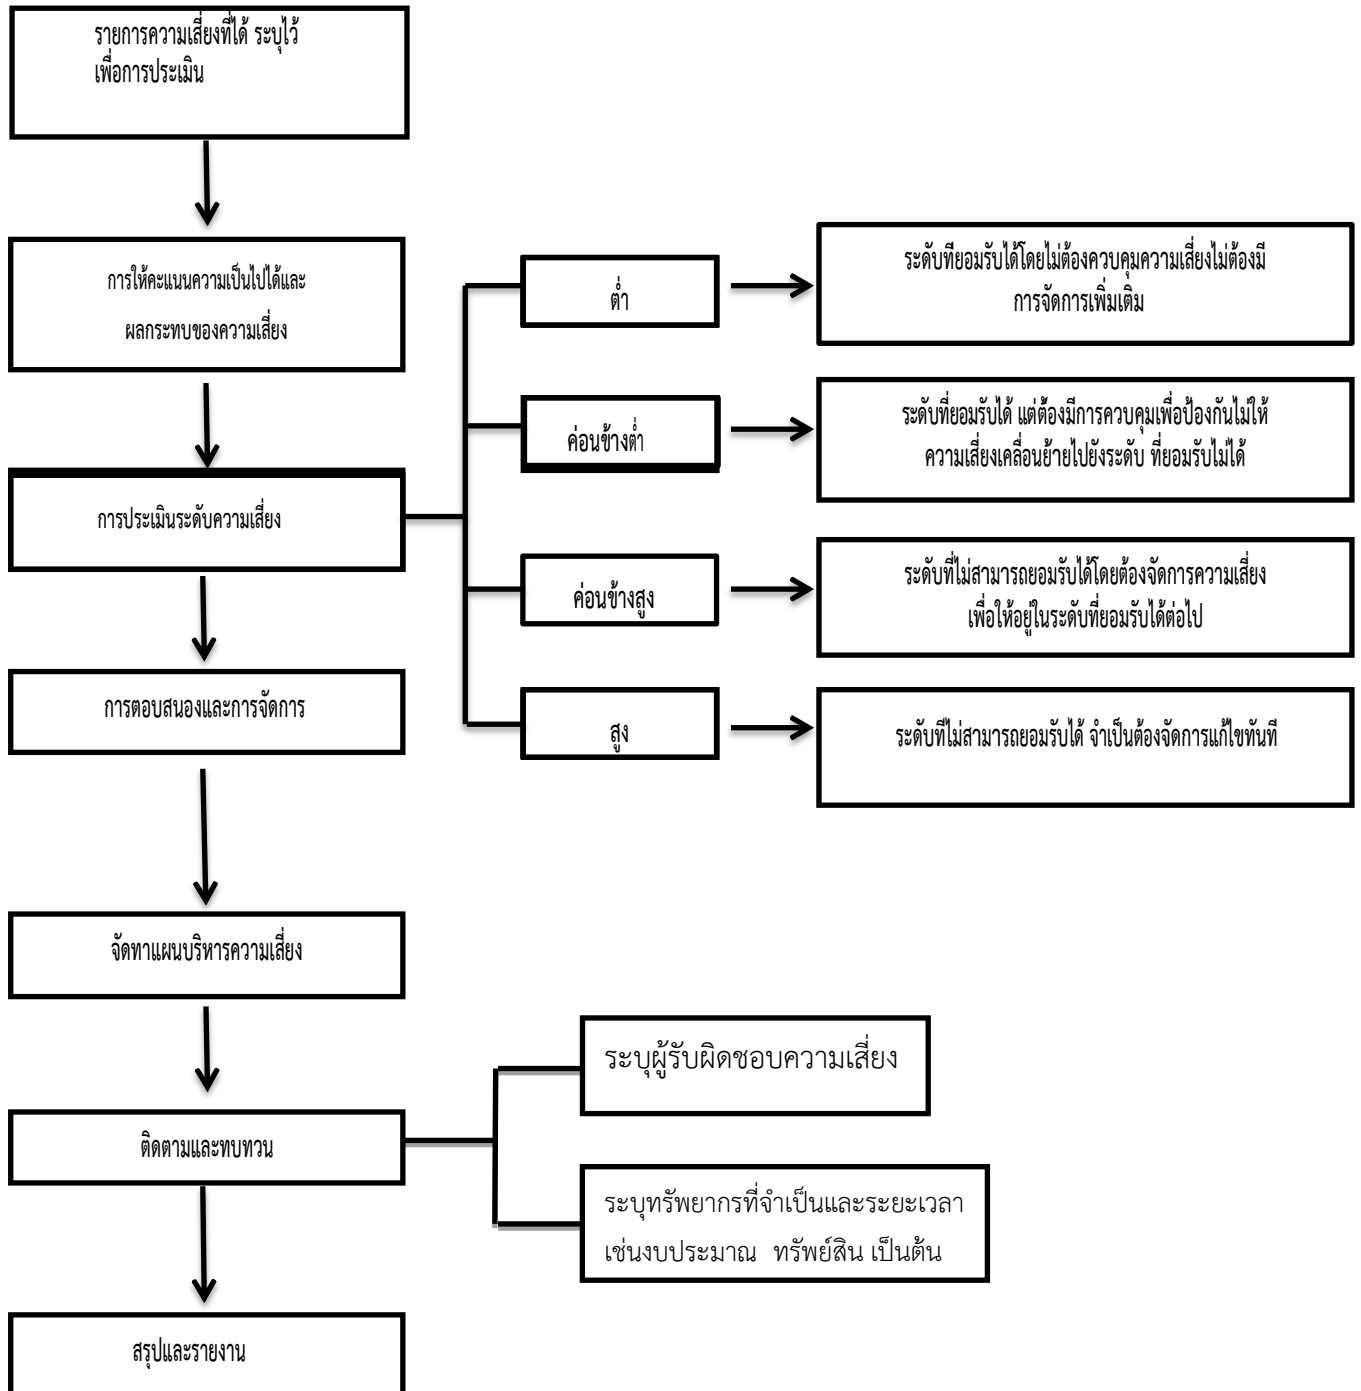 รายการความเสี่ยงที่ได้ ระบุไว้
เพื่อการประเมิน
การให้คะแนนความเป็นไปได้และ
ผลกระทบของความเสี่ยง
การประเมินระดับความเสี่ยง
ต่ำ
ระดับทียอมรับได้โดยไม่ต้องควบคุมความเสี่ยงไม่ต้องมี
การจัดการเพิ่มเติม
ค่อนข้างต่ำ
ระดับที่ยอมรับได้ แต่ต้องมีการควบคุมเพื่อป้องกันไม่ให้
ความเสี่ยงเคลื่อนย้ายไปยังระดับ ที่ยอมรับไม่ได้
ค่อนข้างสูง
ระดับที่ไม่สามารถยอมรับได้โดยต้องจัดการความเสี่ยง
เพื่อให้อยู่ในระดับที่ยอมรับได้ต่อไป
สูง
ระดับทีไม่สามารถยอมรับได้ จำเป็นต้องจัดการแก้ไขทันที
การตอบสนองและการจัดการ
จัดทาแผนบริหารความเสี่ยง
ติดตามและทบทวน
ระบุผู้รับผิดชอบความเสี่ยง
ระบุทรัพยากรที่จำเป็นและระยะเวลา
เช่นงบประมาณ ทรัพย์สิน เป็นต้น
สรุปและรายงาน